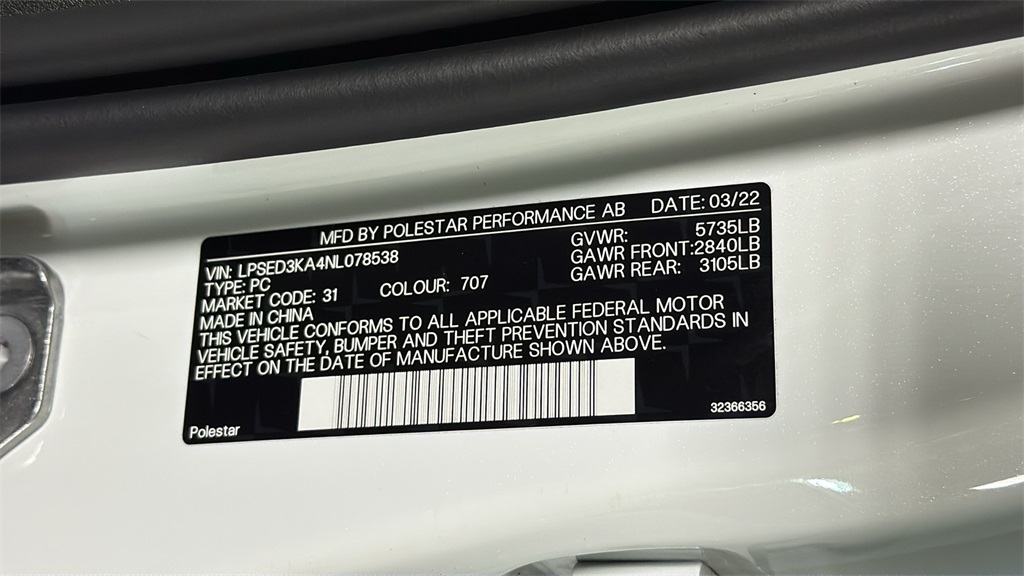 MFD BY POLESTAR PERFORMANCE AB DATE: 03/22
VIN: LPSED3KA4NL078538 GVWR: 5735LB
TYPE: PC GAWR FRONT: 2840LB
MARKET CODE: 31 COLOUR: 707 GAWR REAR: 3105LB
MADE IN CHINA
THIS VEHICLE CONFORMS TO ALL APPLICABLE FEDERAL MOTOR
VEHICLE SAFETY, BUMPER AND THEFT PREVENTION STANDARDS IN
EFFECT ON THE DATE OF MANUFACTURE SHOWN ABOVE.
Polestar 32366356